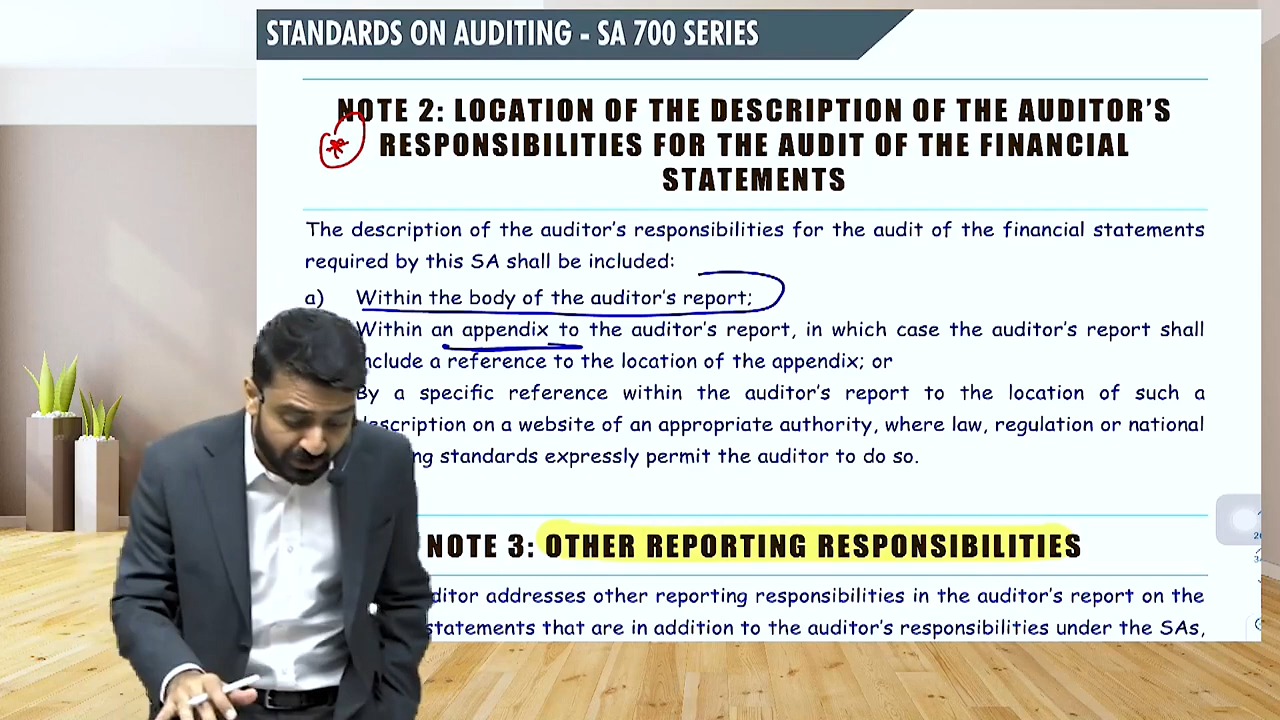 STANDARDS ON AUDITING - SA 700 SERIES
NOTE 2: LOCATION OF THE DESCRIPTION OF THE AUDITOR'S
RESPONSIBILITIES FOR THE AUDIT OF THE FINANCIAL
STATEMENTS
The description of the auditor's responsibilities for the audit of the financial statements
required by this SA shall be included:
a) Within the body of the auditor's report;
Within an appendix to the auditor's report, in which case the auditor's report shall
include a reference to the location of the appendix; or
By a specific reference within the auditor's report to the location of such a
description on a website of an appropriate authority, where law, regulation or national
standards expressly permit the auditor to do so.
NOTE 3: OTHER REPORTING RESPONSIBILITIES
addresses other reporting responsibilities in the auditor's report on the
statements that are in addition to the auditor's responsibilities under the SAs,